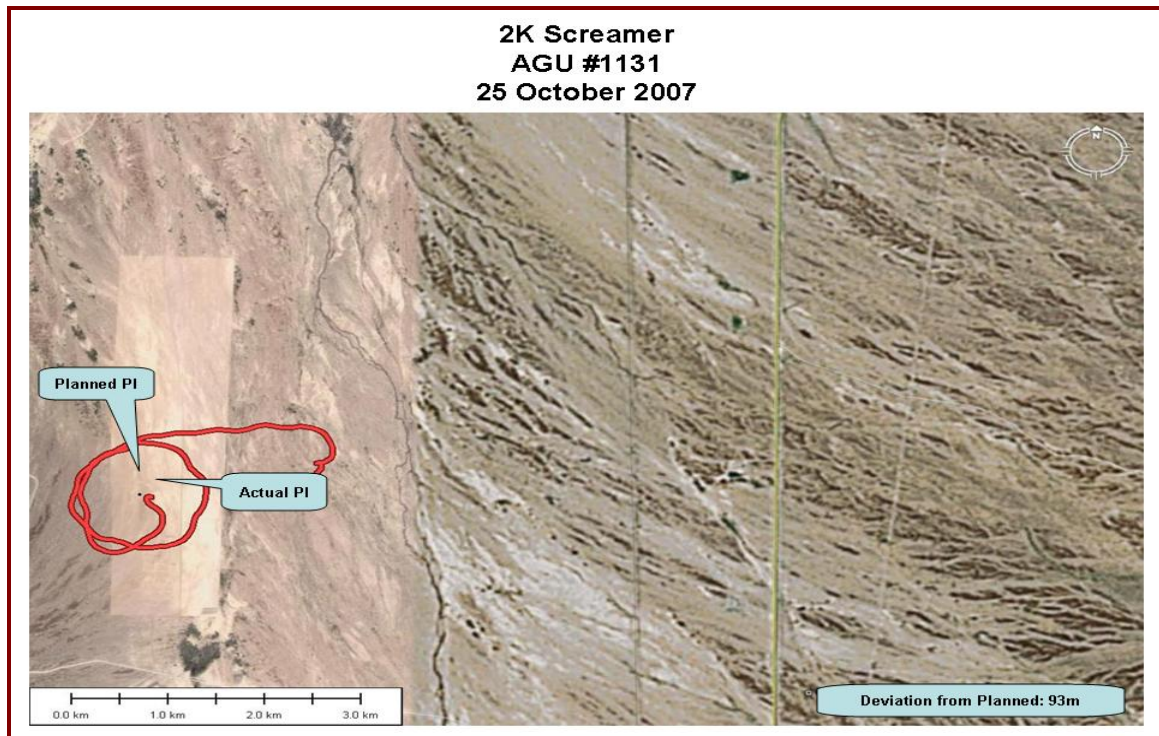 2K Screamer
AGU #1131
25 October 2007
N
Planned PI
Actual PI
0.0 km 1.0 km 2.0 km 3.0 km
Deviation from Planned: 93m